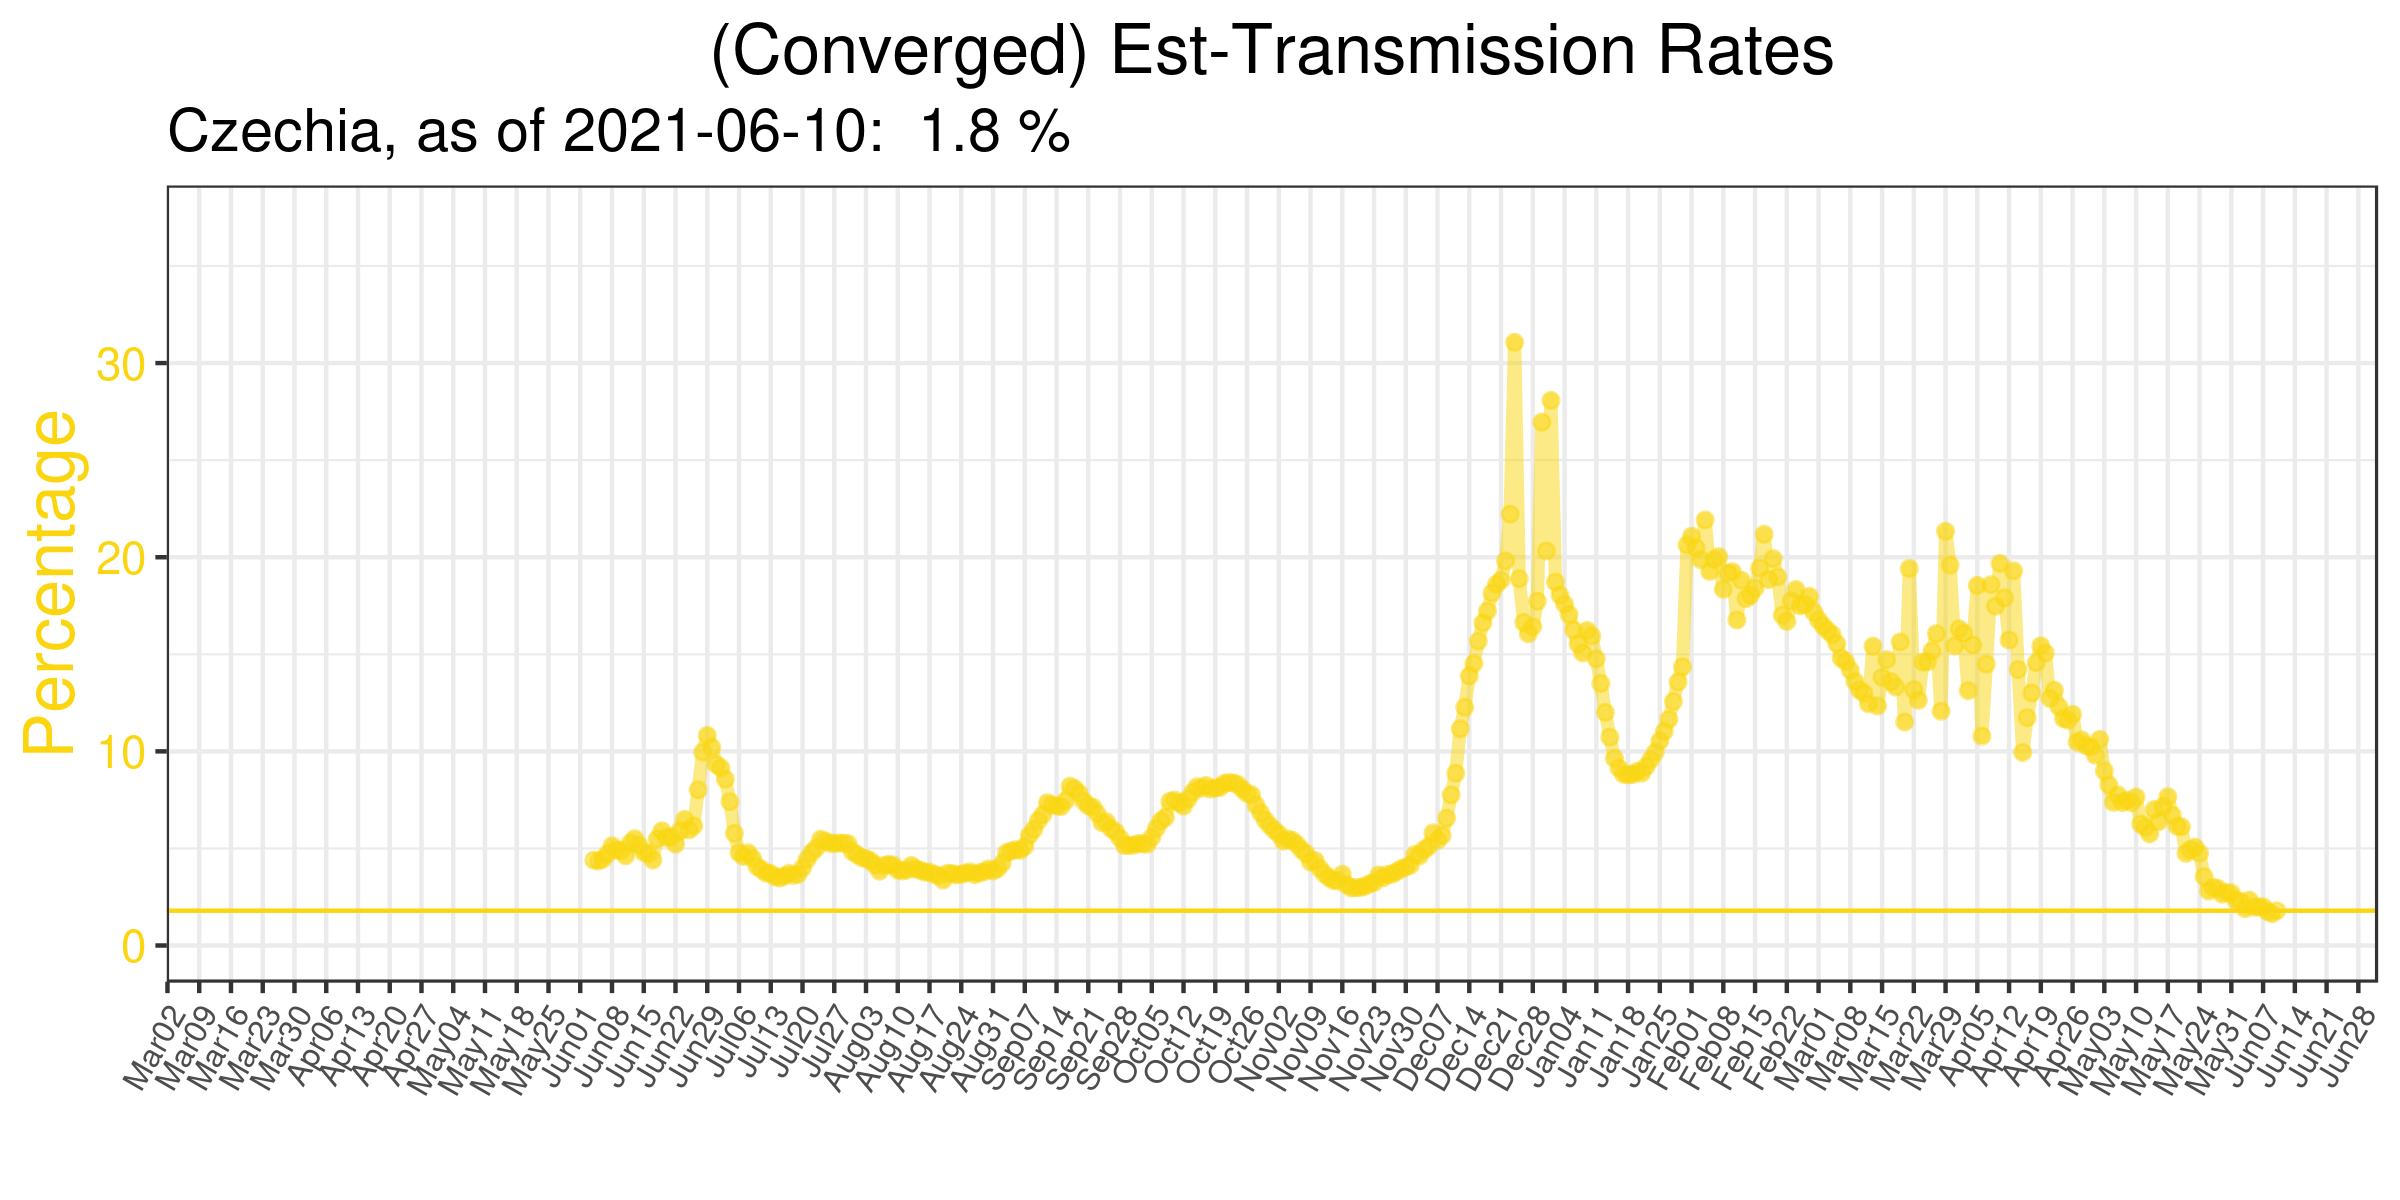 (Converged) Est-Transmission Rates
Czechia, as of 2021-06-10:  1.8 %
Percentage
30
20
10
0
Mar02
Mar09
Mar16
Mar23
Mar30
Apr06
Apr13
Apr20
Apr27
May04
May11
May18
May25
Jun01
Jun08
Jun15
Jun22
Jun29
Jul06
Jul13
Jul20
Jul27
Aug03
Aug10
Aug17
Aug24
Aug31
Sep07
Sep14
Sep21
Sep28
Oct05
Oct12
Oct19
Oct26
Nov02
Nov09
Nov16
Nov23
Nov30
Dec07
Dec14
Dec21
Dec28
Jan04
Jan11
Jan18
Jan25
Feb01
Feb08
Feb15
Feb22
Mar01
Mar08
Mar15
Mar22
Mar29
Apr05
Apr12
Apr19
Apr26
May03
May10
May17
May24
May31
Jun07
Jun14
Jun21
Jun28